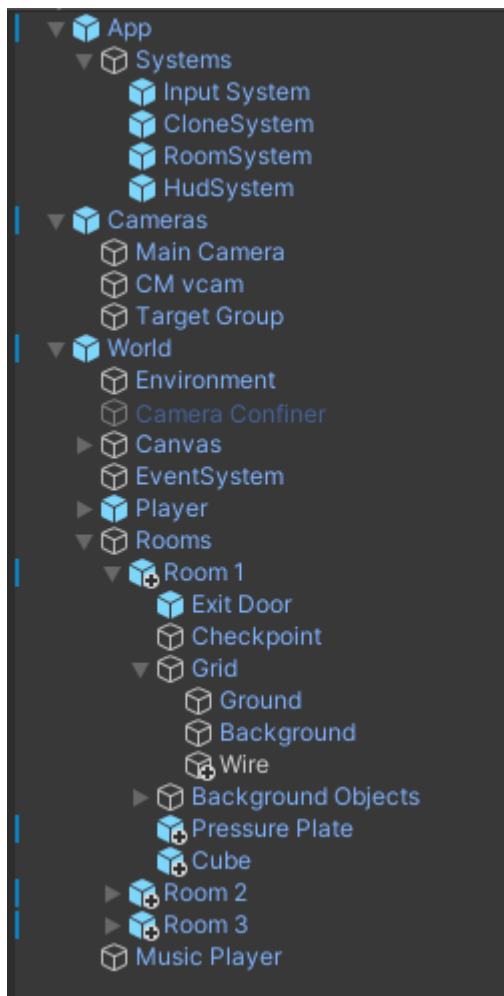 App
Systems
Input System
CloneSystem
RoomSystem
HudSystem
Cameras
Main Camera
CM vcam
Target Group
World
Environment
Camera Confiner
Canvas
EventSystem
Player
Rooms
Room 1
Exit Door
Checkpoint
Grid
Ground
Background
Wire
Background Objects
Pressure Plate
Cube
Room 2
Room 3
Music Player